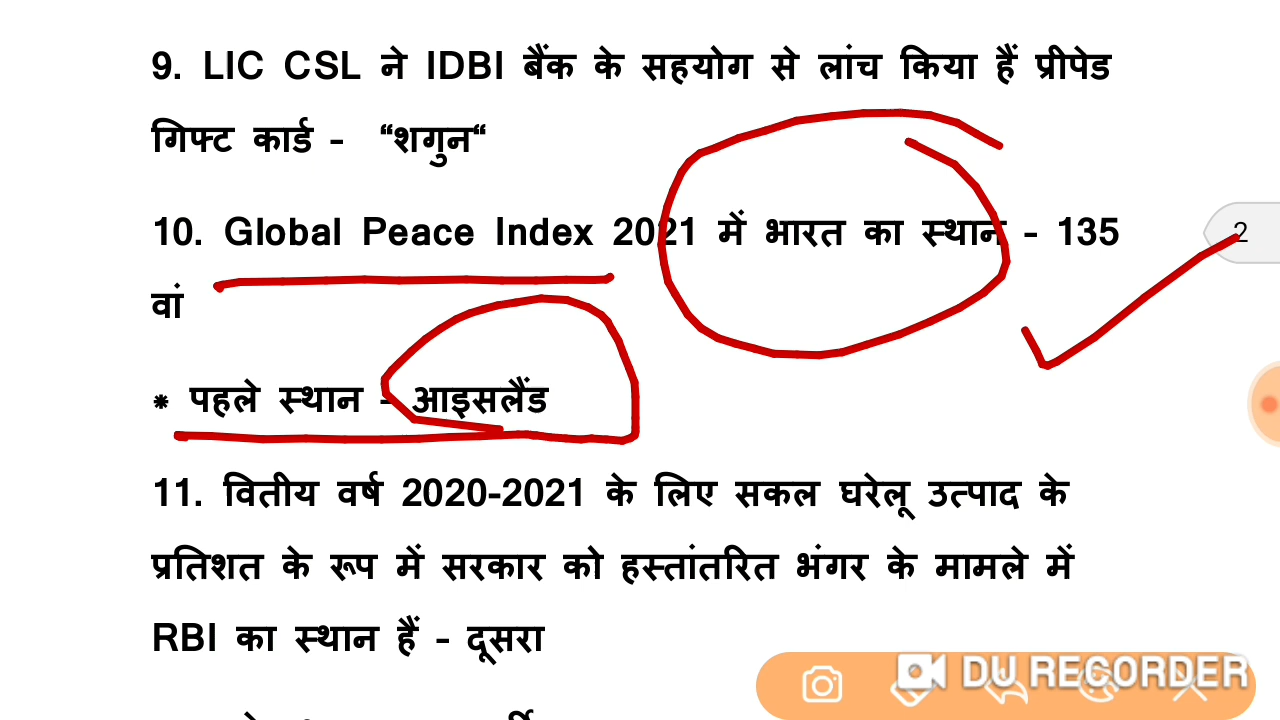 9. LIC CSL ने IDBI बैंक के सहयोग से लांच किया हैं प्रीपेड
गिफ्ट कार्ड - “शगुन“
10. Global Peace Index 2021 में भारत का स्थान - 135
वां
2
* पहले स्थान - आइसलैंड
11. वितीय वर्ष 2020-2021 के लिए सकल घरेलू उत्पाद के
प्रतिशत के रूप में सरकार को हस्तांतरित भंगर के मामले में
RBI का स्थान हैं - दूसरा
DU RECORDER